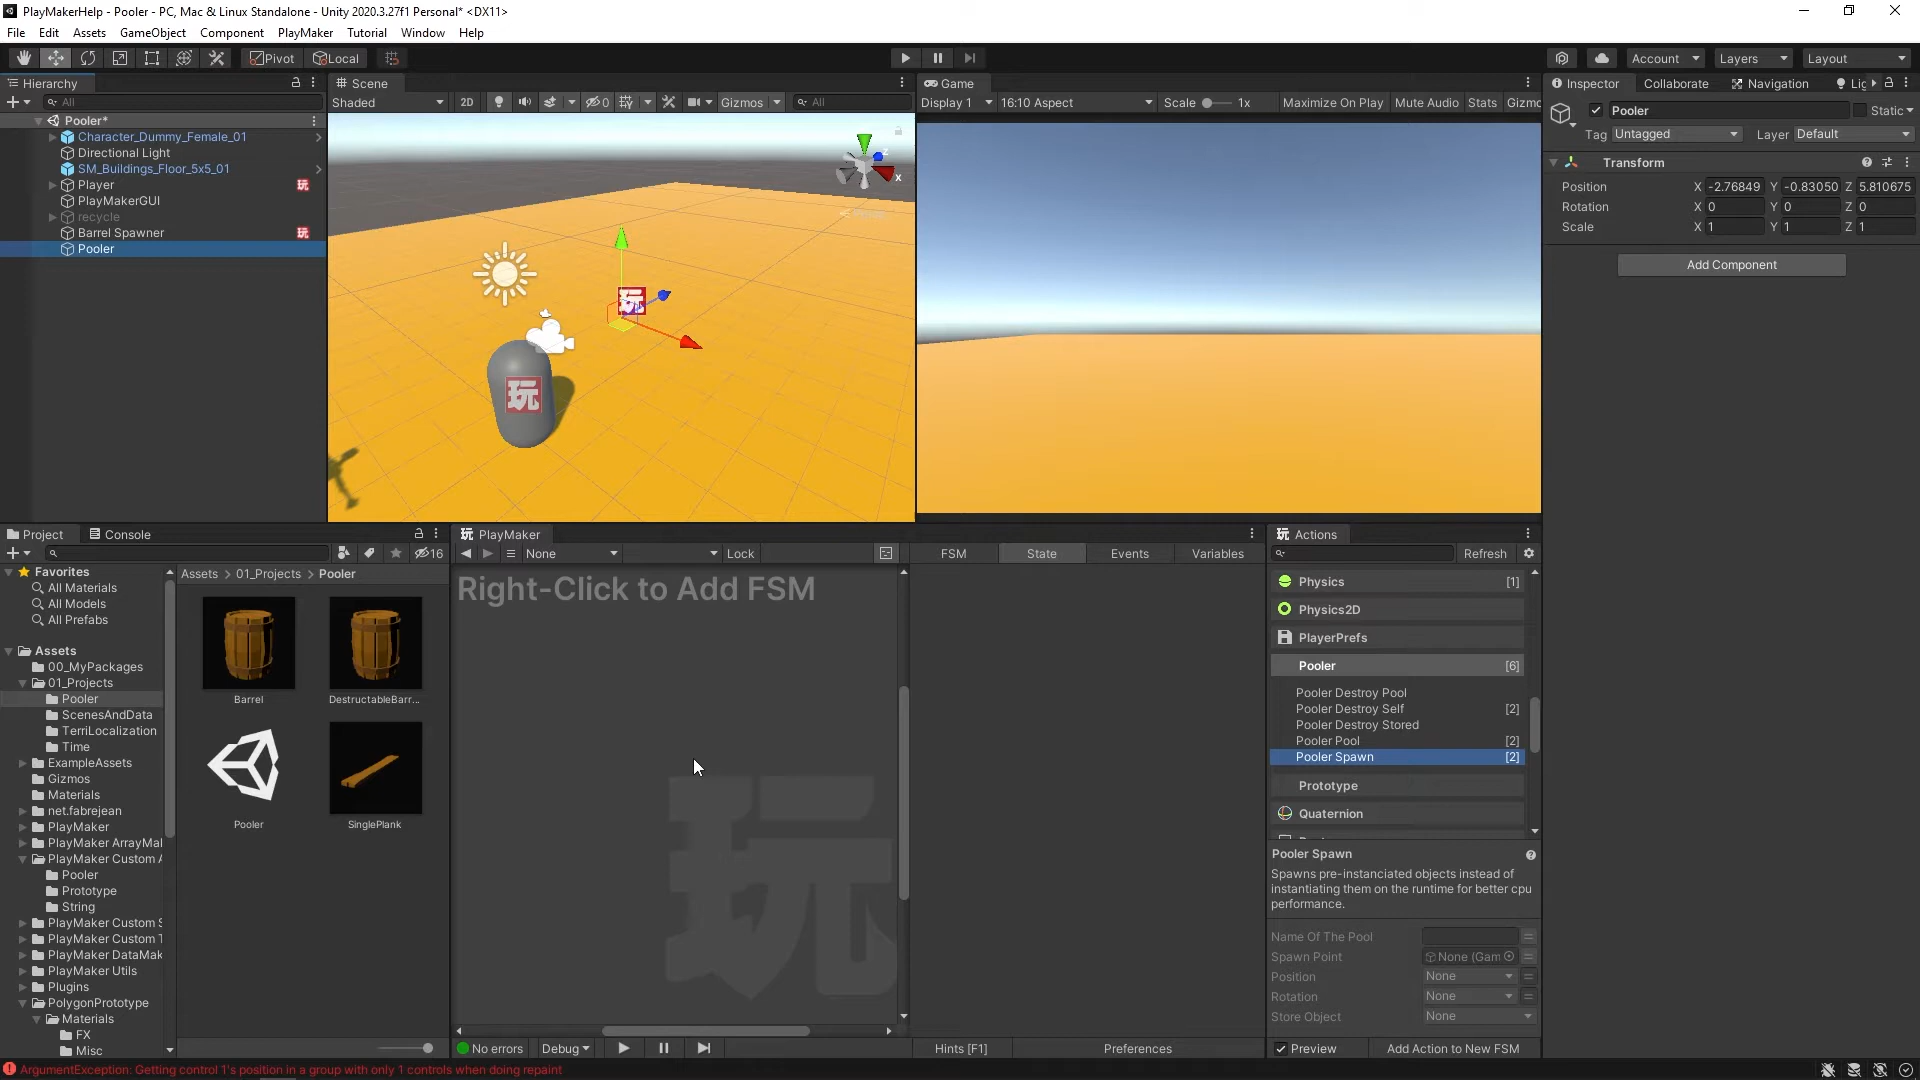 PlayMakerHelp - Pooler - PC, Mac & Linux Standalone - Unity 2020.3.27f1 Personal* <DX11>
File Edit Assets GameObject Component PlayMaker Tutorial Window Help
Pivot Local Account Layers Layout
Hierarchy
All
Pooler*
Character_Dummy_Female_01
Directional Light
SM_Buildings_Floor_5x5_01
Player 玩
PlayMakerGUI
recycle
Barrel Spawner 玩
Pooler
Scene
Shaded 2D 0 Gizmos All
x
玩
玩
Game
Display 1 16:10 Aspect Scale 1x Maximize On Play Mute Audio Stats Gizmo
Inspector Collaborate Navigation Lig
Pooler Static
Tag Untagged Layer Default
Transform
Position X -2.76849 Y -0.83050 Z 5.810675
Rotation X 0 Y 0 Z 0
Scale X 1 Y 1 Z 1
Add Component
Project Console
16
Favorites
All Materials
All Models
All Prefabs
Assets
00_MyPackages
01_Projects
Pooler
ScenesAndData
TerriLocalization
Time
ExampleAssets
Gizmos
Materials
net.fabrejean
PlayMaker
PlayMaker ArrayMal
PlayMaker Custom A
Pooler
Prototype
String
PlayMaker Custom S
PlayMaker Custom T
PlayMaker DataMak
PlayMaker Utils
Plugins
PolygonPrototype
Materials
FX
Misc
Assets > 01_Projects > Pooler
Barrel
DestructableBarr...
Pooler
SinglePlank
玩 PlayMaker
None Lock
Right-Click to Add FSM
玩
No errors Debug
FSM State Events Variables
Hints [F1] Preferences
玩 Actions
Refresh
Physics [1]
Physics2D
PlayerPrefs
Pooler [6]
Pooler Destroy Pool
Pooler Destroy Self [2]
Pooler Destroy Stored
Pooler Pool [2]
Pooler Spawn [2]
Prototype
Quaternion
Pooler Spawn
Spawns pre-instanciated objects instead of
instantiating them on the runtime for better cpu
performance.
Name Of The Pool
Spawn Point None (Gam
Position None
Rotation None
Store Object None
Preview Add Action to New FSM
ArgumentException: Getting control 1's position in a group with only 1 controls when doing repaint